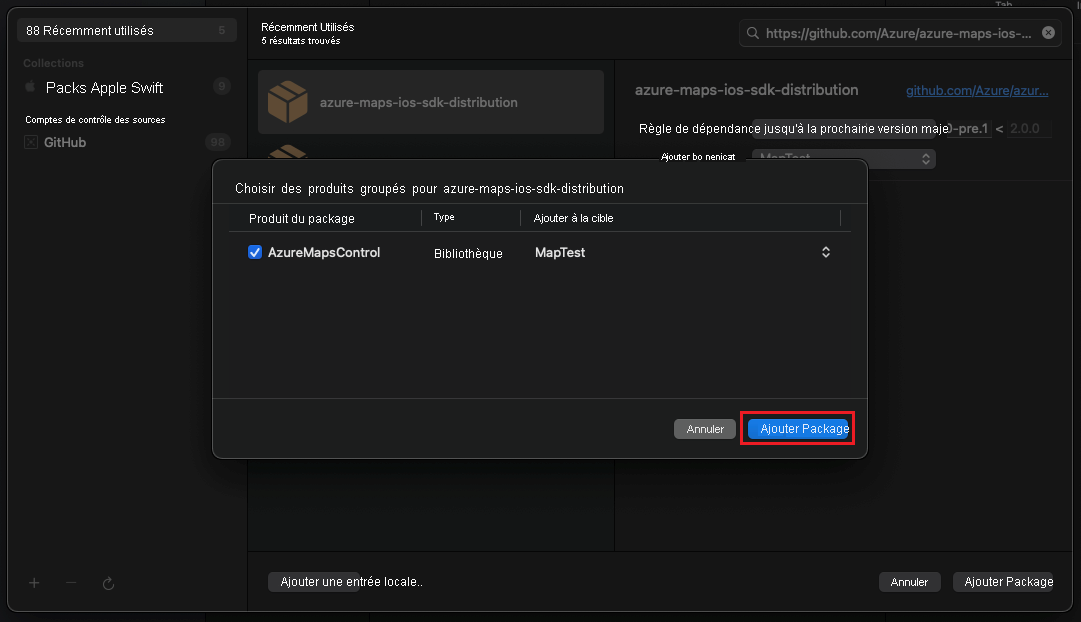 Tab
88 Récemment utilisés 5
Collections
Packs Apple Swift 9
Comptes de contrôle des sources
GitHub 98
Récemment Utilisés
5 résultats trouvés
https://github.com/Azure/azure-maps-ios-...
azure-maps-ios-sdk-distribution
azure-maps-ios-sdk-distribution github.com/Azure/azur...
Règle de dépendance jusqu'à la prochaine version maje 0-pre.1 < 2.0.0
Ajouter bo nenicat MapTest
Choisir des produits groupés pour azure-maps-ios-sdk-distribution
Produit du package Type Ajouter à la cible
AzureMapsControl Bibliothèque MapTest
Annuler Ajouter Package
Ajouter une entrée locale.. Annuler Ajouter Package